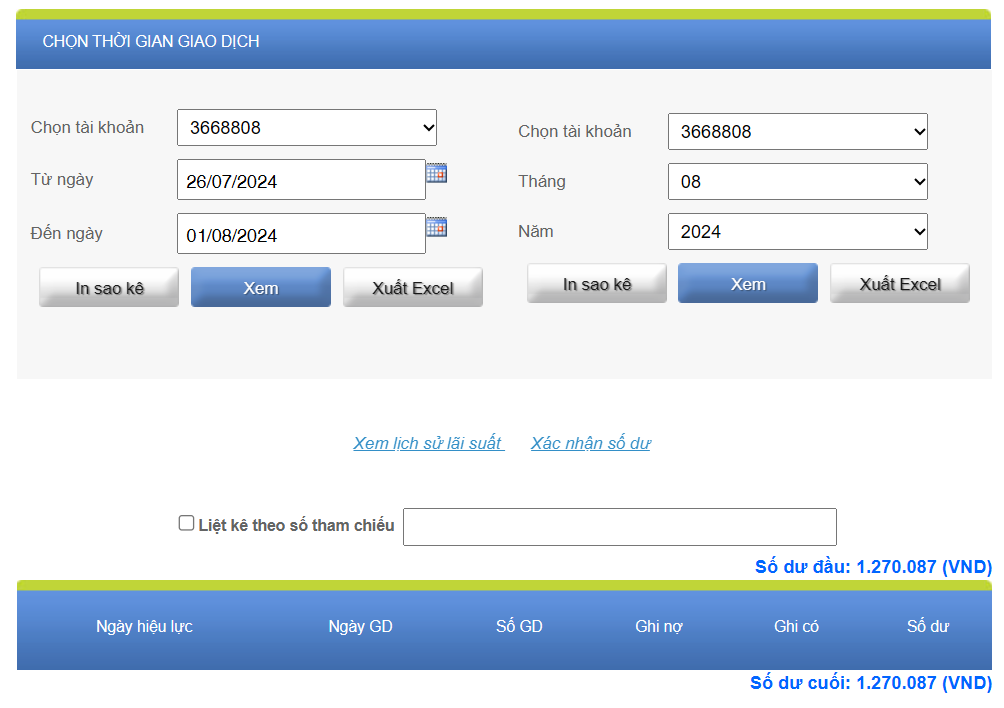 CHỌN THỜI GIAN GIAO DỊCH
Chọn tài khoản 3668808
Từ ngày 26/07/2024
Đến ngày 01/08/2024
In sao kê Xem Xuất Excel
Chọn tài khoản 3668808
Tháng 08
Năm 2024
In sao kê Xem Xuất Excel
Xem lịch sử lãi suất Xác nhận số dư
Liệt kê theo số tham chiếu
Số dư đầu: 1.270.087 (VND)
Ngày hiệu lực Ngày GD Số GD Ghi nợ Ghi có Số dư
Số dư cuối: 1.270.087 (VND)